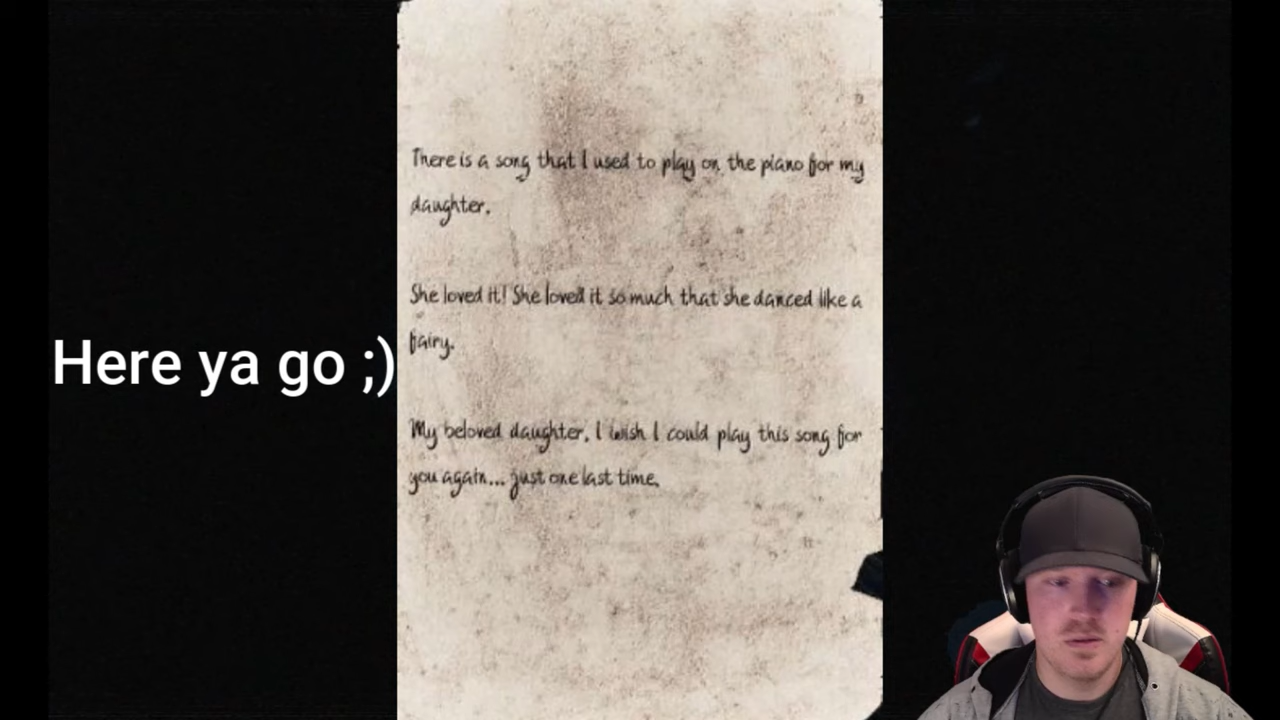 There is a song that I used to play on the piano for my
daughter.
She loved it! She loved it so much that she danced like a
fairy.
Here ya go ;)
My beloved daughter, I wish I could play this song for
you again... just one last time.